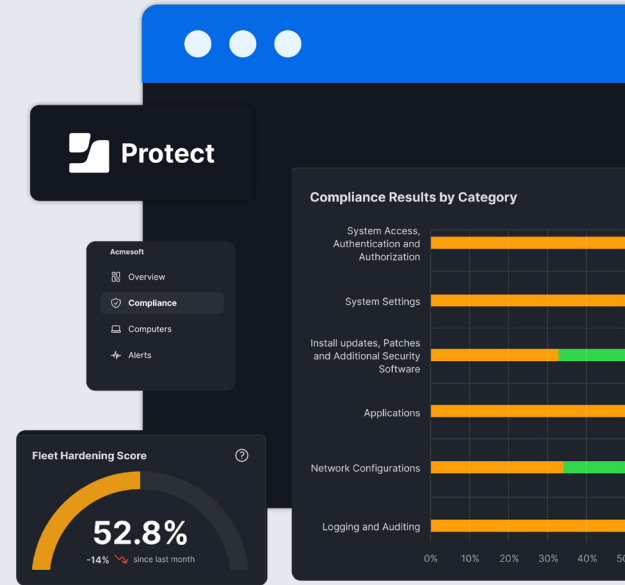 Protect
Acmesoft
Overview
Compliance
Computers
Alerts
Fleet Hardening Score
52.8%
-14% since last month
Compliance Results by Category
System Access,
Authentication and
Authorization
System Settings
Install updates, Patches
and Additional Security
Software
Applications
Network Configurations
Logging and Auditing
0% 10% 20% 30% 40%